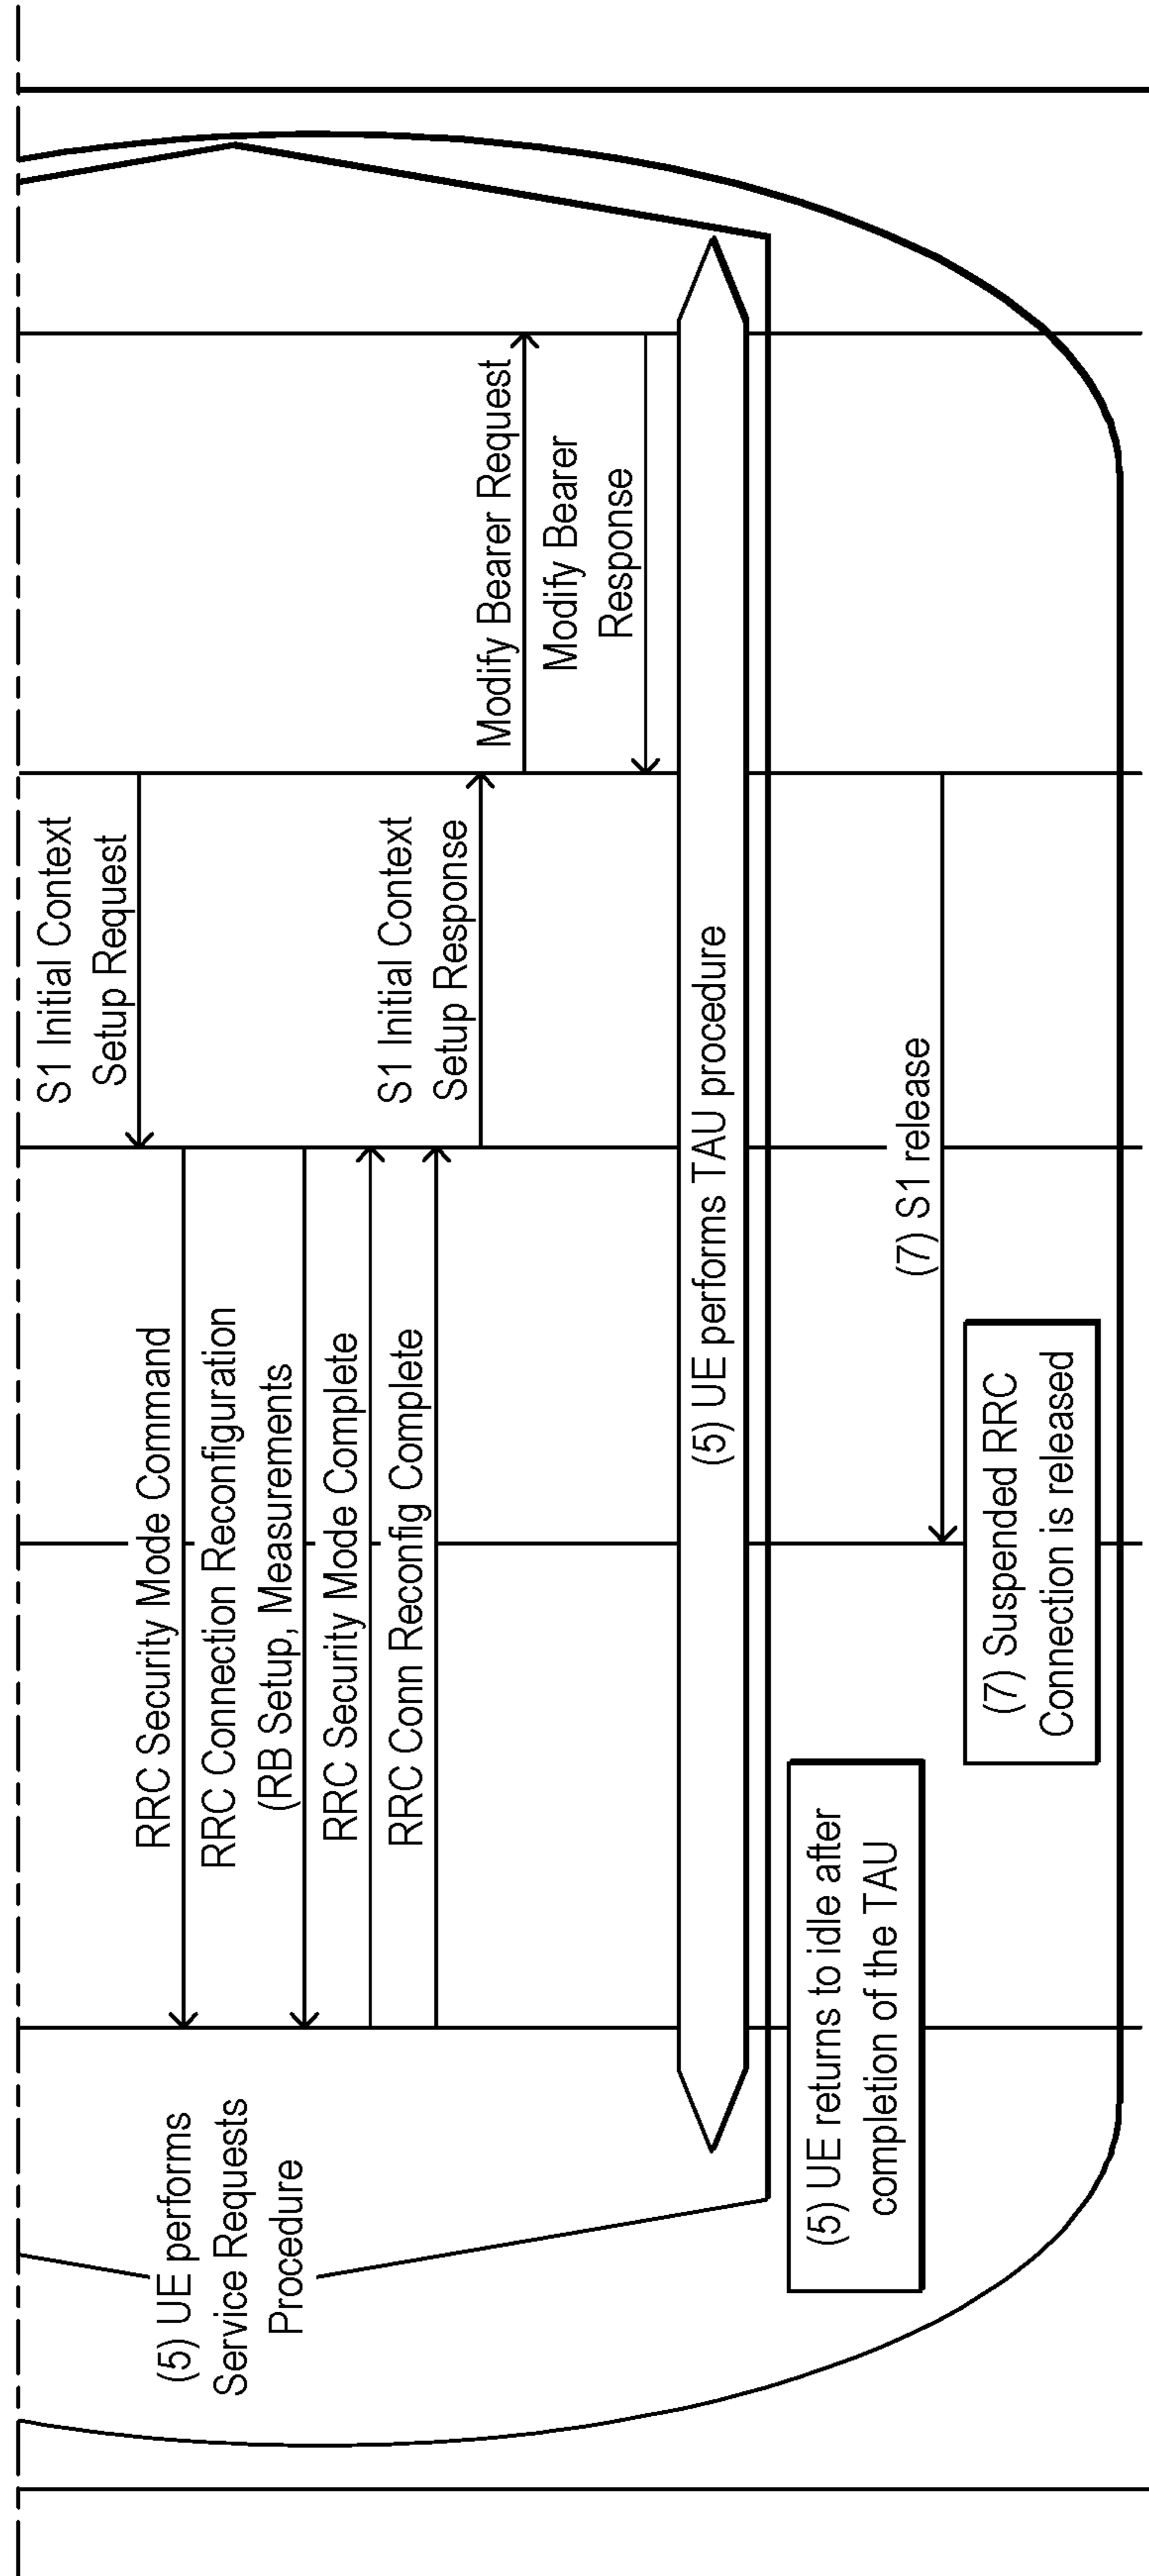 S1 Initial Context
Setup Request
(5) UE performs
Service Requests
Procedure
RRC Security Mode Command
RRC Connection Reconfiguration
(RB Setup, Measurements
RRC Security Mode Complete
RRC Conn Reconfig Complete
S1 Initial Context
Setup Response
Modify Bearer Request
Modify Bearer
Response
(5) UE performs TAU procedure
(5) UE returns to idle after
completion of the TAU
(7) S1 release
(7) Suspended RRC
Connection is released